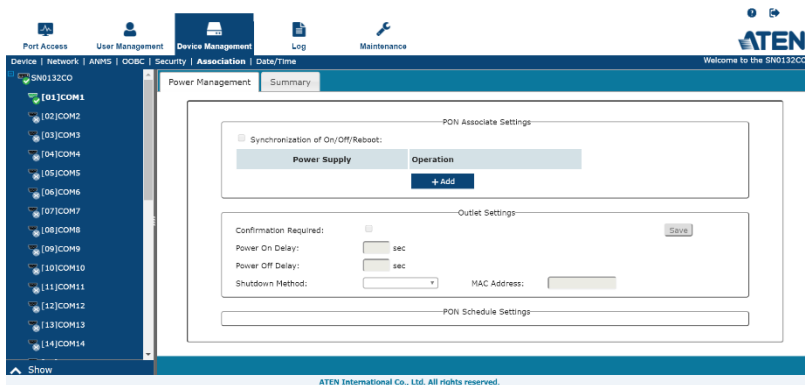 ATEN
Port Access User Management Device Management Log Maintenance
Device | Network | ANMS | OOBC | Security | Association | Date/Time
Welcome to the SN0132CO
SN0132CO
[01]COM1
[02]COM2
[03]COM3
[04]COM4
[05]COM5
[06]COM6
[07]COM7
[08]COM8
[09]COM9
[10]COM10
[11]COM11
[12]COM12
[13]COM13
[14]COM14
Show
Power Management Summary
PON Associate Settings
Synchronization of On/Off/Reboot:
Power Supply Operation
+ Add
Outlet Settings
Confirmation Required:
Save
Power On Delay: sec
Power Off Delay: sec
Shutdown Method: MAC Address:
PON Schedule Settings
ATEN International Co., Ltd. All rights reserved.